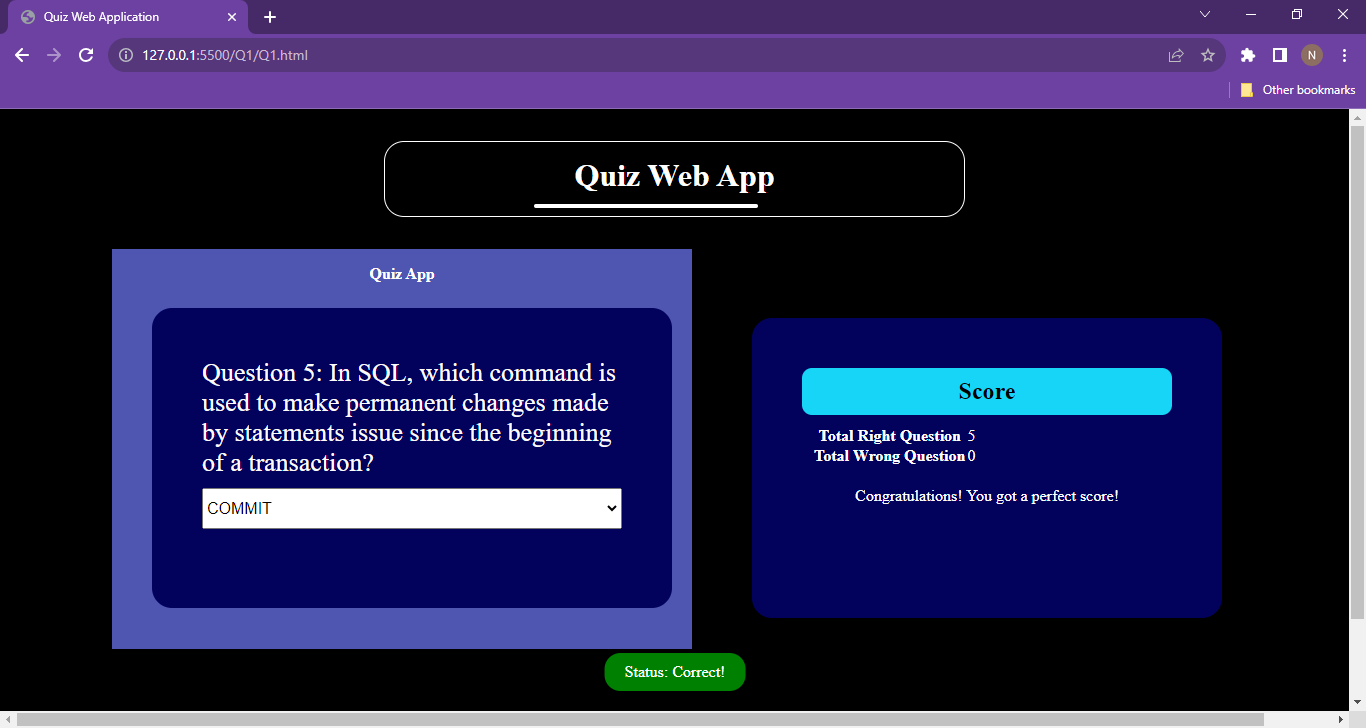 Quiz Web Application
127.0.0.1:5500/Q1/Q1.html
N
Other bookmarks
Quiz Web App
Quiz App
Question 5: In SQL, which command is
used to make permanent changes made
by statements issue since the beginning
of a transaction?
COMMIT
Score
Total Right Question 5
Total Wrong Question 0
Congratulations! You got a perfect score!
Status: Correct!